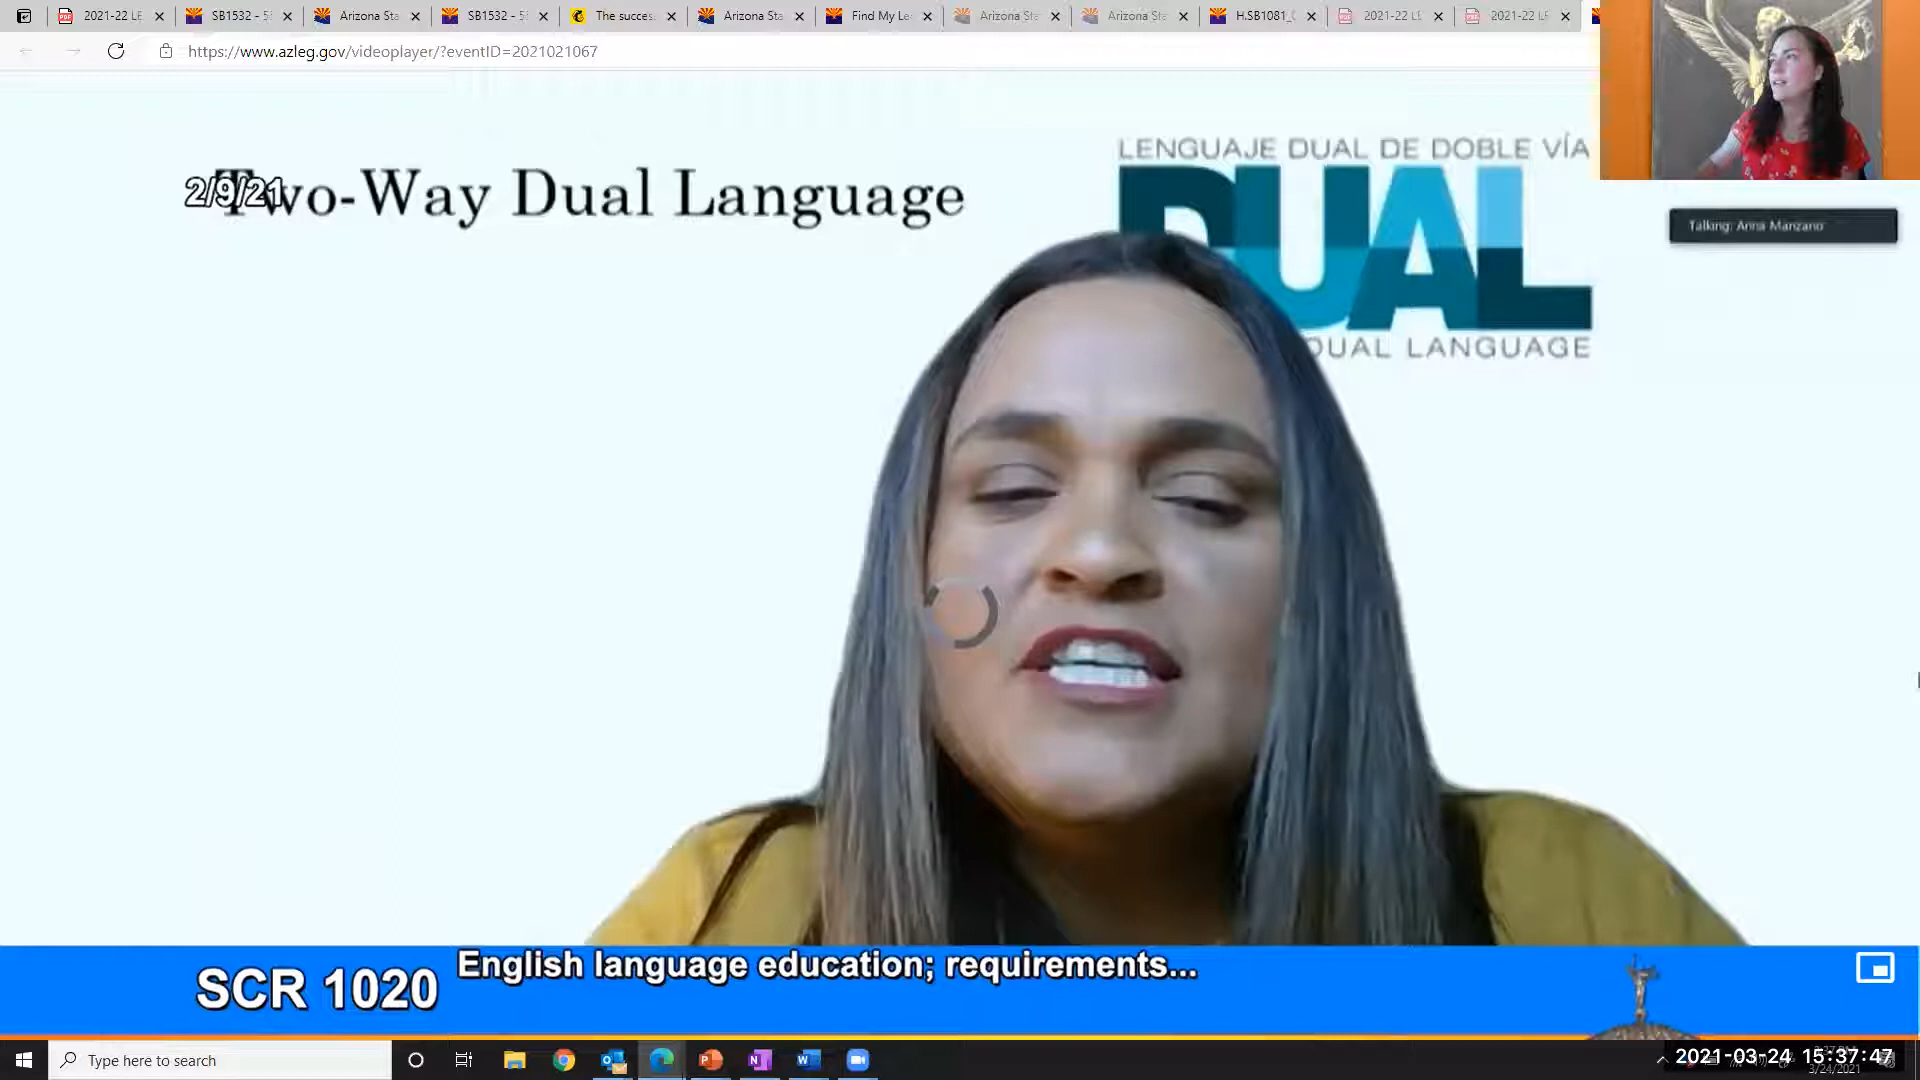 2021-22 LE
SB1532 - 5
Arizona Sta
SB1532 - 5
The succes
Arizona Sta
Find My Le
Arizona Sta
Arizona Sta
H.SB1081_
2021-22 LE
2021-22 LE
https://www.azleg.gov/videoplayer/?eventID=2021021067
LENGUAJE DUAL DE DOBLE VÍA
2/9/21
Two-Way Dual Language
DUAL
DUAL LANGUAGE
Talking: Anna Manzano
SCR 1020
English language education; requirements...
Type here to search
2021-03-24 15:37:47
3/24/2021